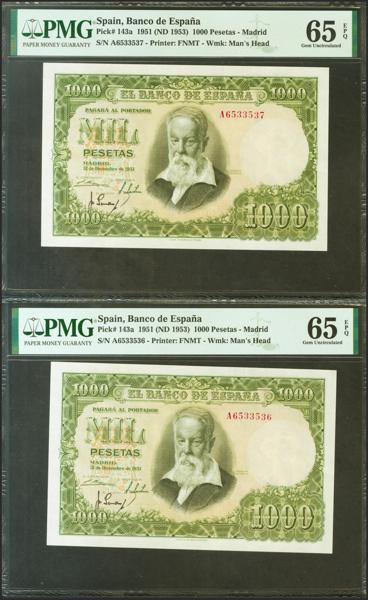 PMG
PAPER MONEY GUARANTY
Spain, Banco de España
Pick# 143a 1951 (ND 1953) 1000 Pesetas - Madrid
S/N A6533537 - Printer: FNMT - Wmk: Man's Head
65 EPQ
Gem Uncirculated
1000 EL BANCO DE ESPAÑA 1000
PAGARÁ AL PORTADOR
A6533537
MIL
PESETAS
MADRID
1000 1000
PMG
PAPER MONEY GUARANTY
Spain, Banco de España
Pick# 143a 1951 (ND 1953) 1000 Pesetas - Madrid
S/N A6533536 - Printer: FNMT - Wmk: Man's Head
65 EPQ
Gem Uncirculated
1000 EL BANCO DE ESPAÑA 1000
PAGARÁ AL PORTADOR
A6533536
MIL
PESETAS
MADRID
1000 1000